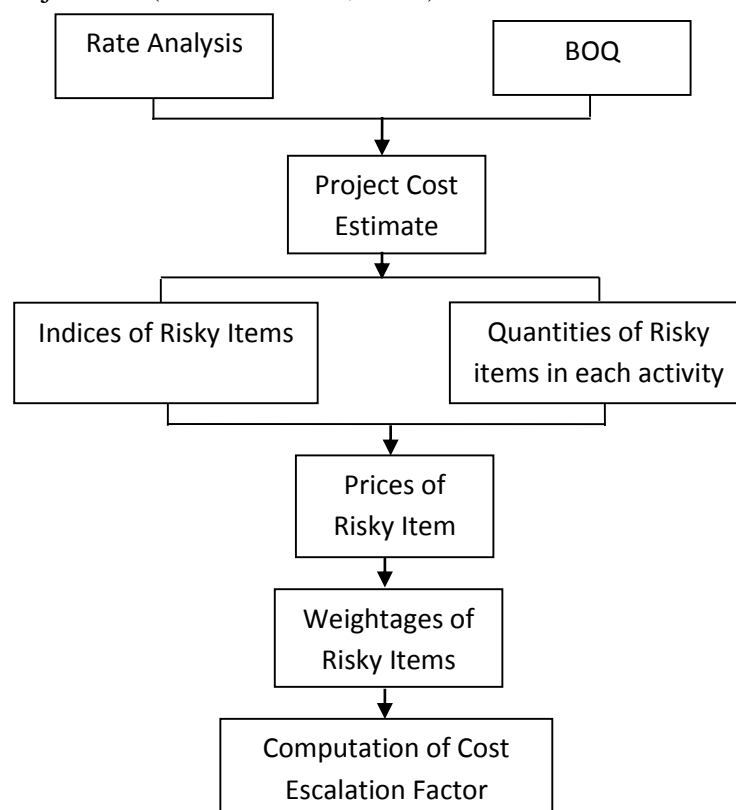 Rate Analysis
BOQ
Project Cost
Estimate
Indices of Risky Items
Quantities of Risky
items in each activity
Prices of
Risky Item
Weightages of
Risky Items
Computation of Cost
Escalation Factor